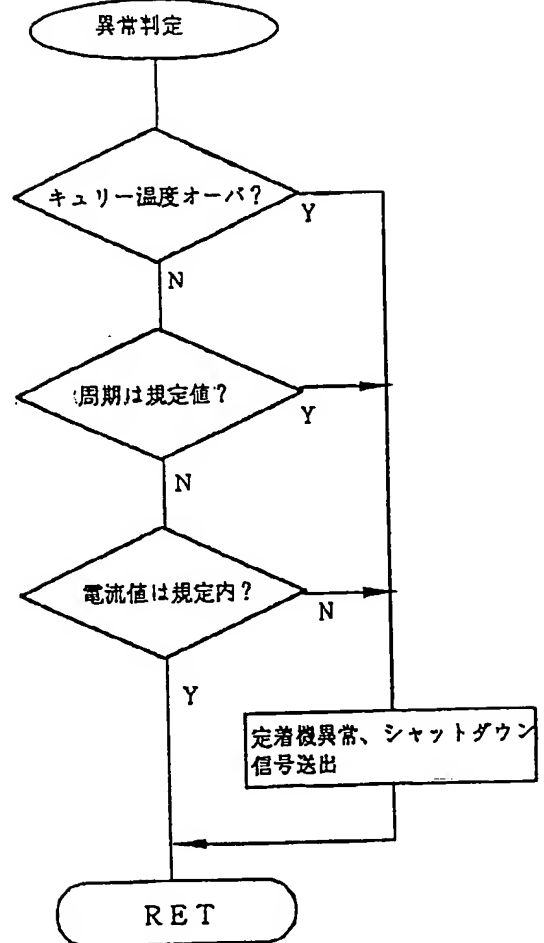 異常判定
キュリー温度オーバ?
Y
N
周期は規定値?
Y
N
電流値は規定内?
N
Y
定着機異常、シャットダウン
信号送出
RET